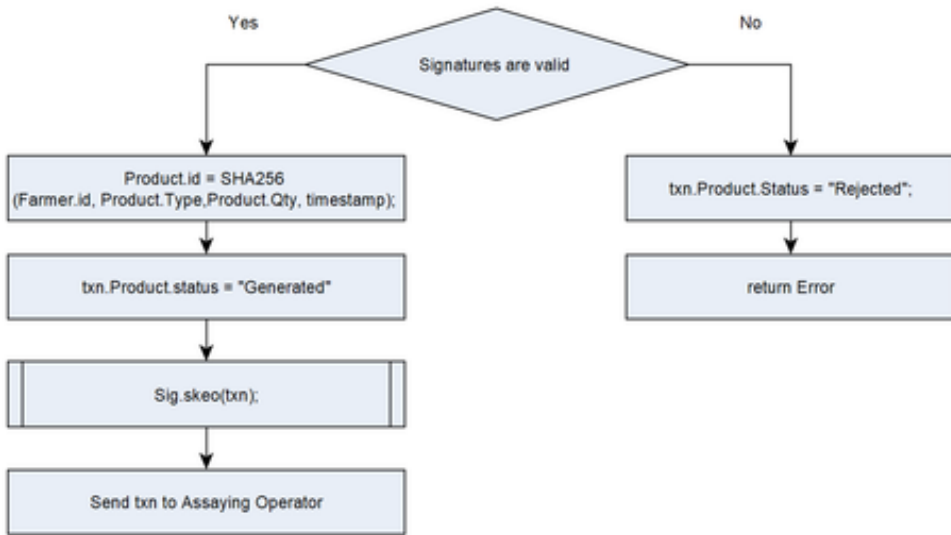 Yes
No
Signatures are valid
Product.id = SHA256
(Farmer.id, Product.Type,Product.Qty, timestamp);
txn.Product.status = "Generated"
Sig.skeo(txn);
Send txn to Assaying Operator
txn.Product.Status = "Rejected";
return Error